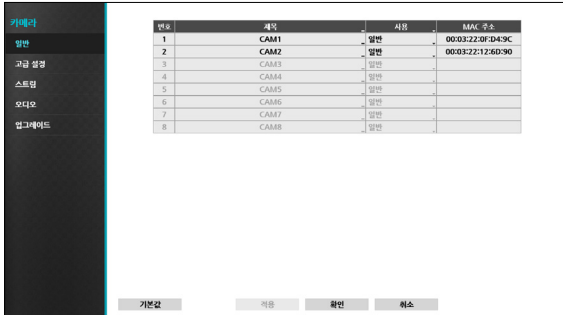 카메라
일반
고급 설정
스트림
오디오
업그레이드
번호 제목 사용 MAC 주소
1 CAM1 일반 00:03:22:0F:D4:9C
2 CAM2 일반 00:03:22:12:6D:90
3 CAM3 일반
4 CAM4 일반
5 CAM5 일반
6 CAM6 일반
7 CAM7 일반
8 CAM8 일반
기본값 적용 확인 취소